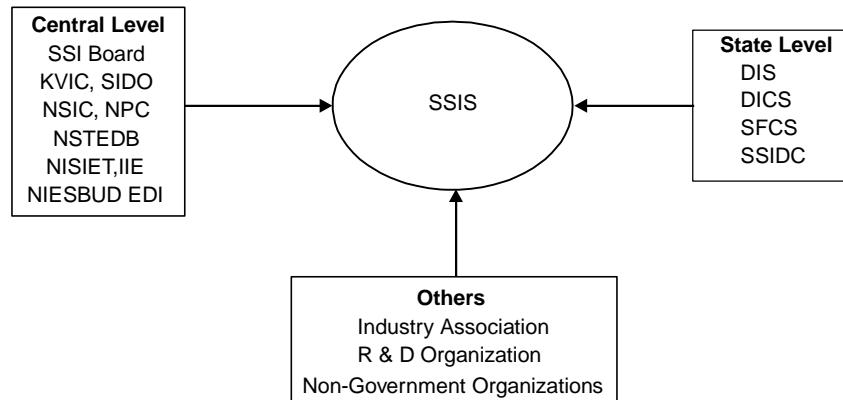 Central Level
SSI Board
KVIC, SIDO
NSIC, NPC
NSTEDB
NISIET,IIE
NIESBUD EDI
SSIS
State Level
DIS
DICS
SFCS
SSIDC
Others
Industry Association
R & D Organization
Non-Government Organizations